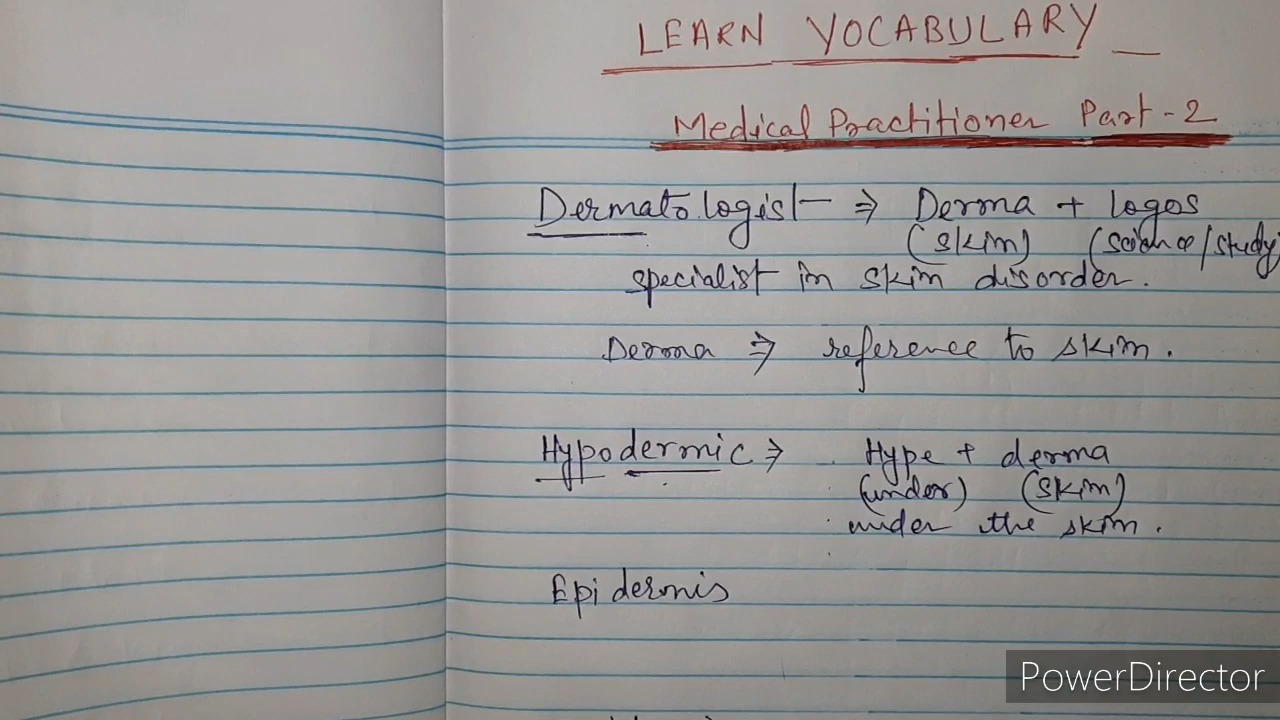 LEARN VOCABULARY
Medical Practitioner Part - 2
Dermatologist ⇒ Derma + logos
(skin) (science/study)
specialist in skin disorder.
Derma ⇒ reference to skin.
Hypodermic ⇒ Hype + derma
(under) (skin)
under the skin.
Epidermis
PowerDirector